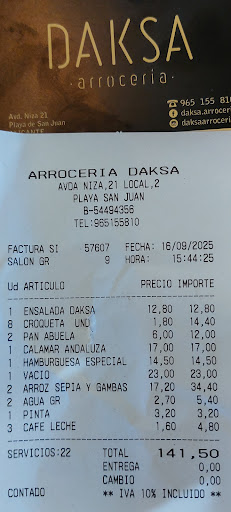 DAKSA
·arrocería·
Avd. Niza 21
Playa de San Juan
ALICANTE
965 155 810
daksa.arrocería
daksaarrocería
ARROCERIA DAKSA
AVDA NIZA,21 LOCAL,2
PLAYA SAN JUAN
B-54494356
TEL:965155810
FACTURA SI 57607 FECHA: 16/09/2025
SALON GR 9 HORA: 15:44:25
Ud ARTICULO PRECIO IMPORTE
1 ENSALADA DAKSA 12,80 12,80
8 CROQUETA UND 1,80 14,40
2 PAN ABUELA 6,00 12,00
1 CALAMAR ANDALUZA 17,00 17,00
1 HAMBURGUESA ESPECIAL 14,50 14,50
1 VACIO 23,00 23,00
2 ARROZ SEPIA Y GAMBAS 17,20 34,40
2 AGUA GR 2,70 5,40
1 PINTA 3,20 3,20
3 CAFE LECHE 1,60 4,80
SERVICIOS:22 TOTAL 141,50
ENTREGA 0,00
CAMBIO 0,00
CONTADO ** IVA 10% INCLUIDO **